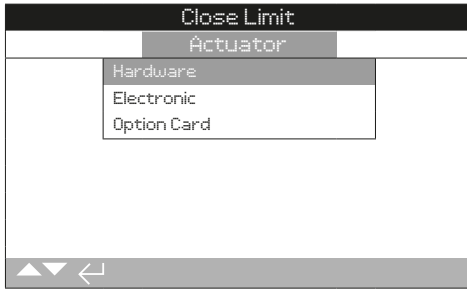 Close Limit
Actuator
Hardware
Electronic
Option Card